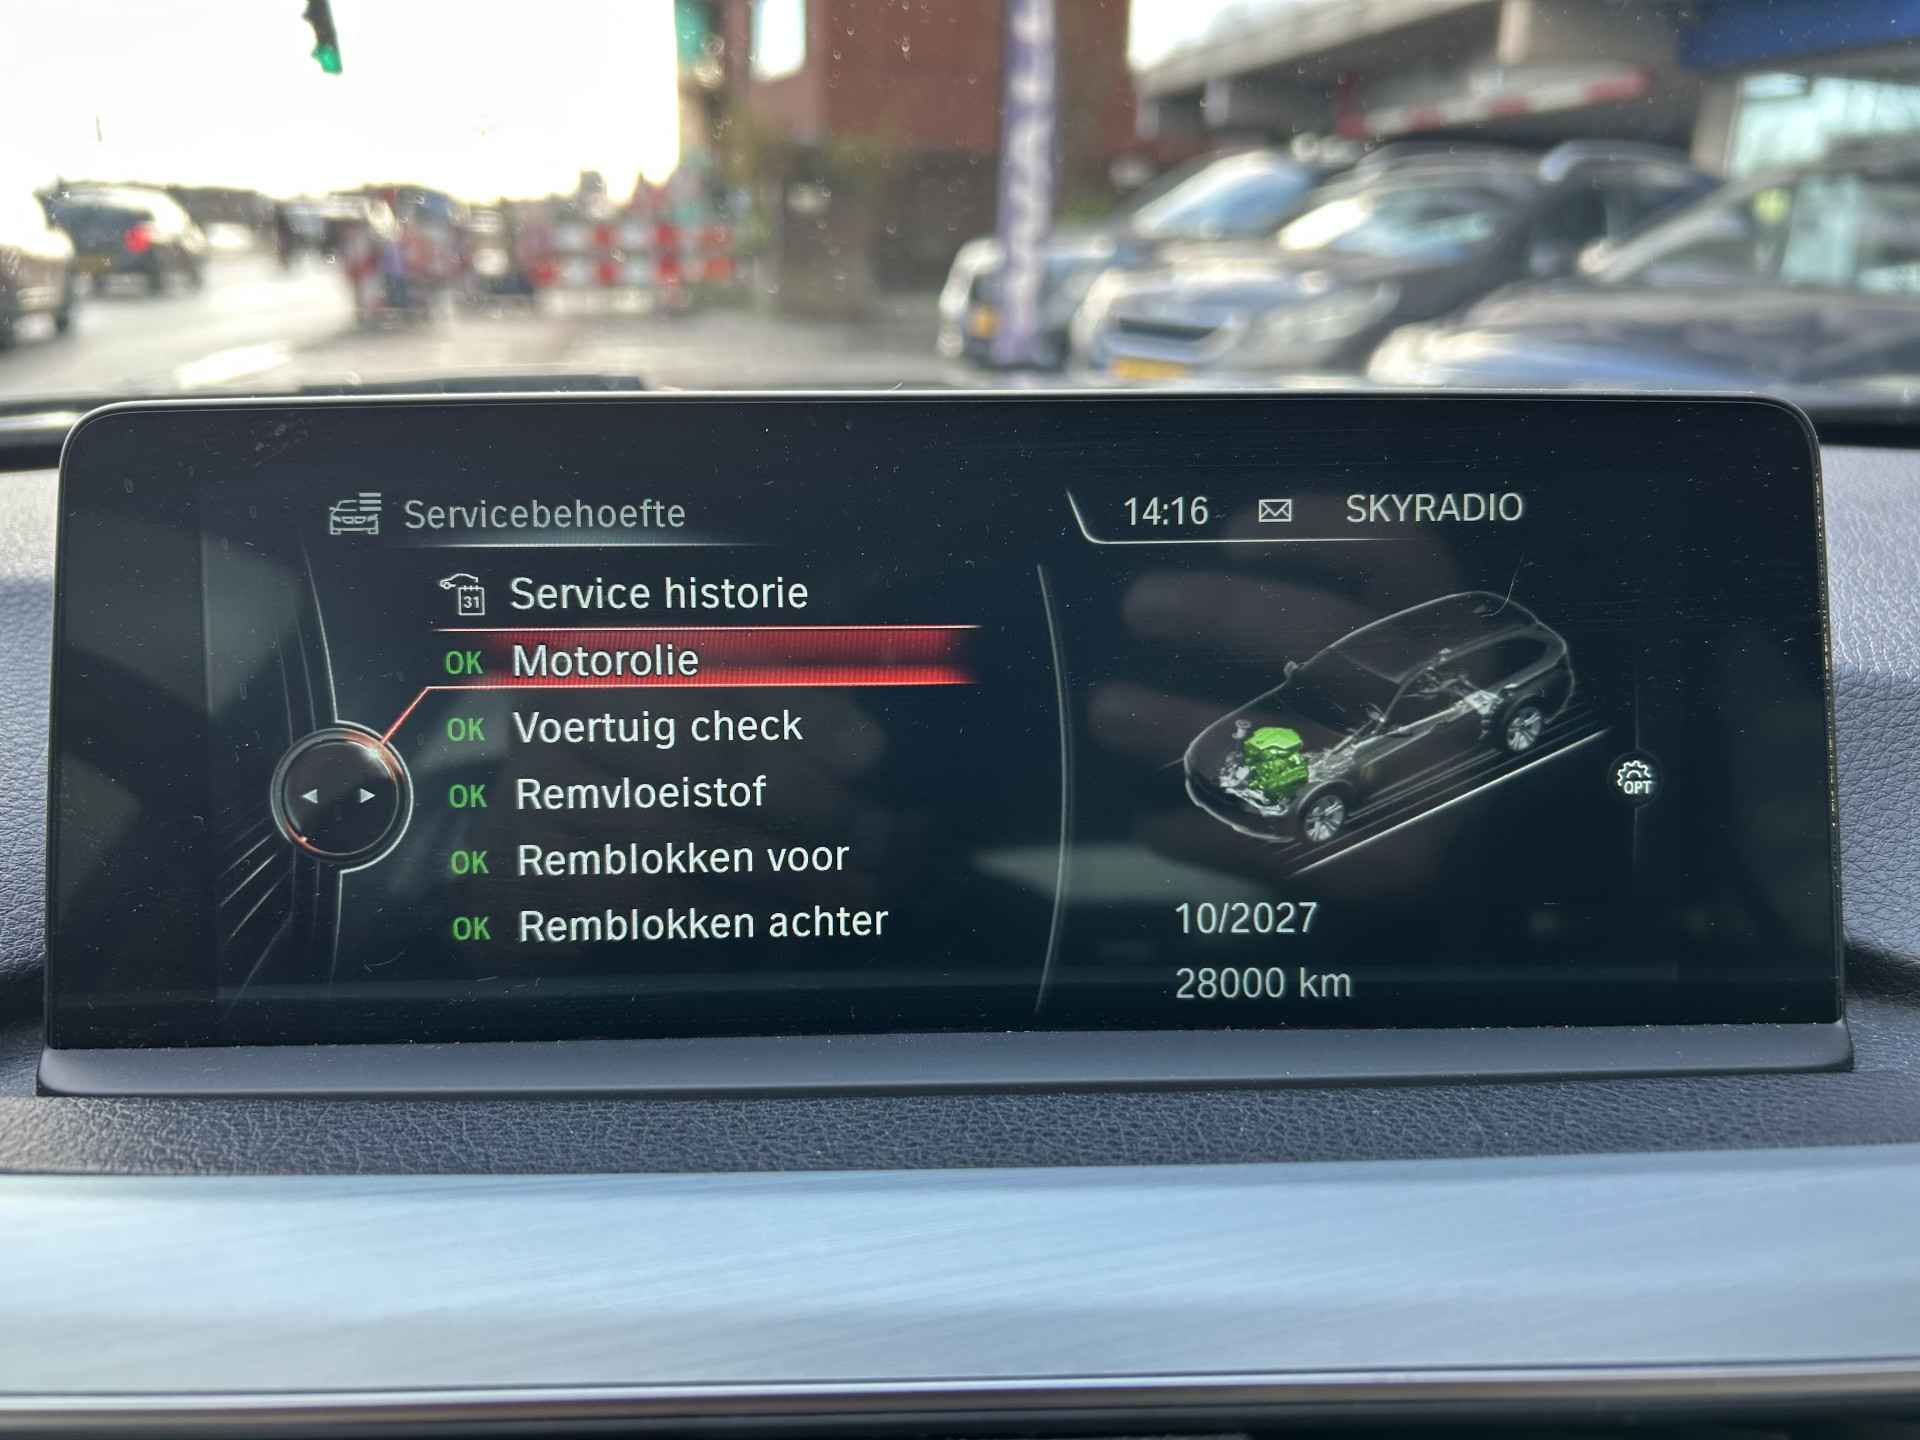 Servicebehoefte
14:16 SKYRADIO
31 Service historie
OK Motorolie
OK Voertuig check
OK Remvloeistof
OK Remblokken voor
OK Remblokken achter
OPT
10/2027
28000 km